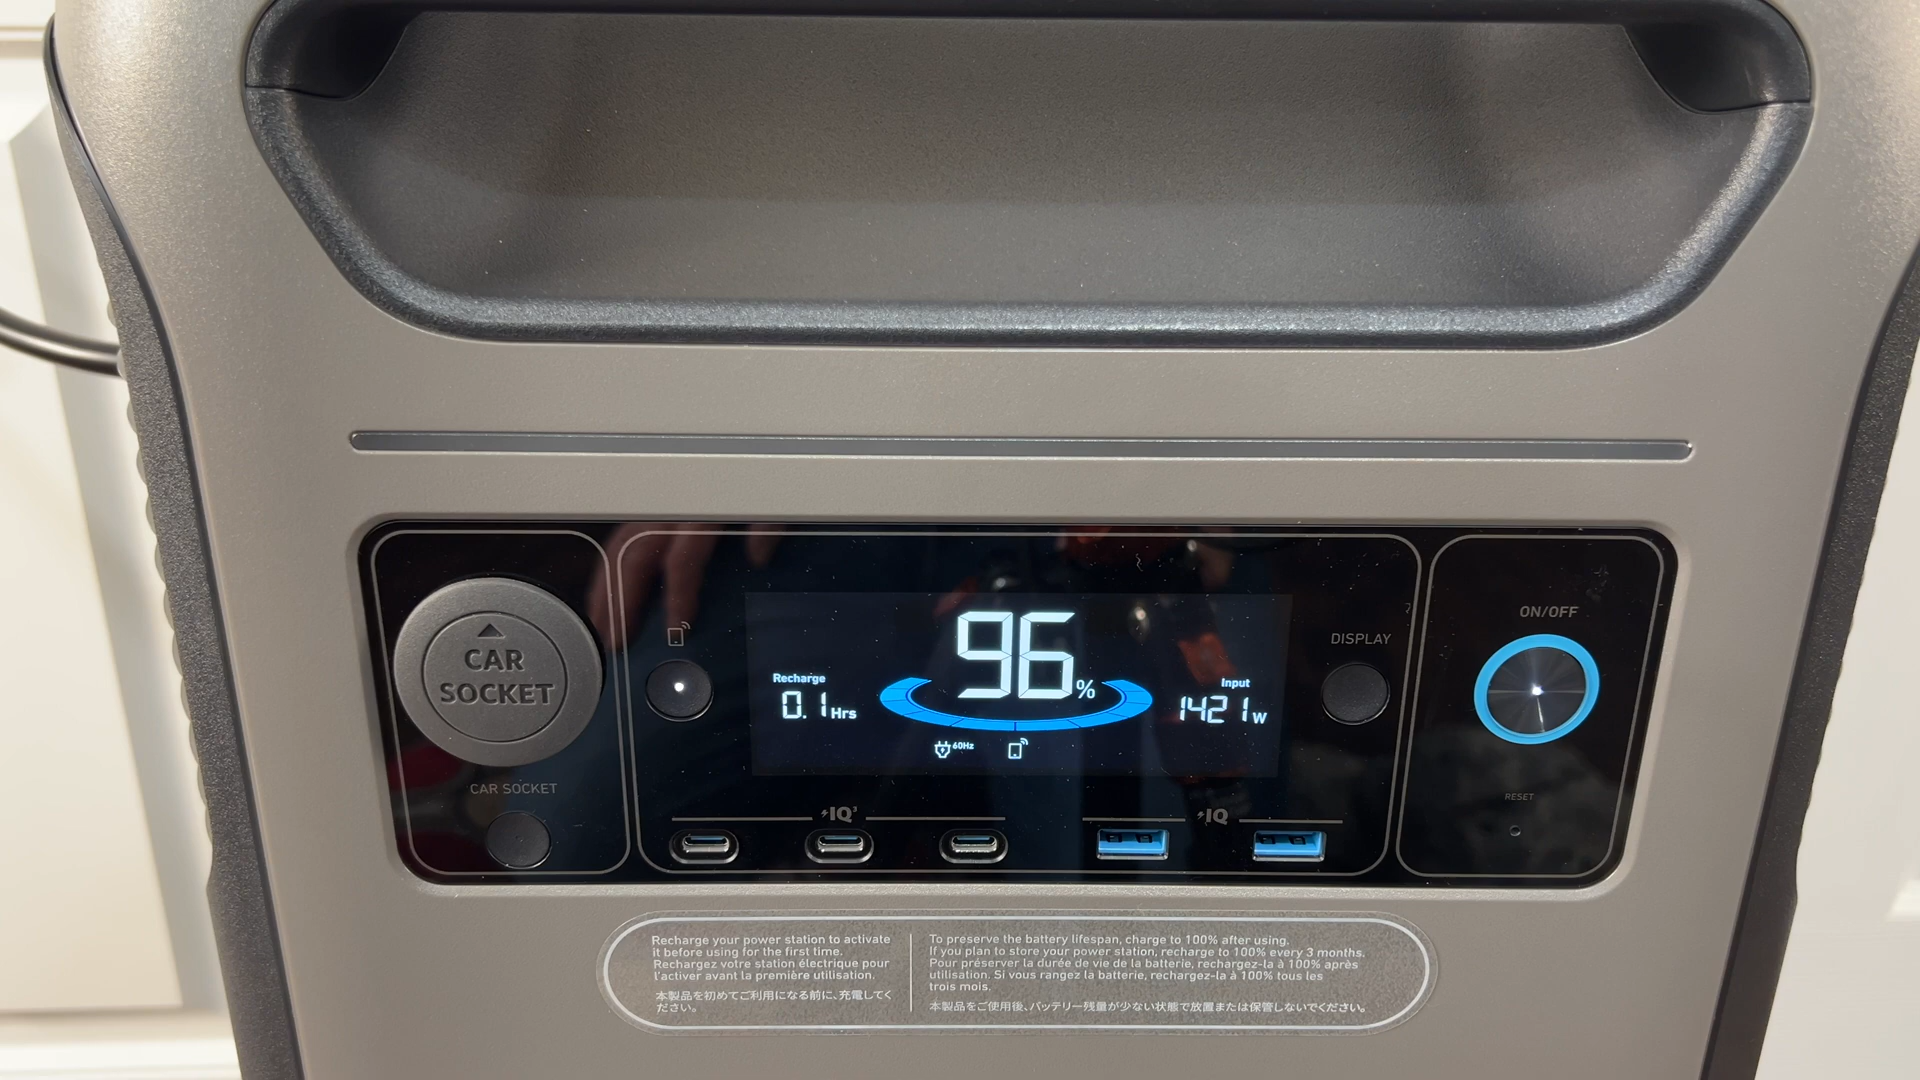 CAR
SOCKET
CAR SOCKET
96%
Recharge
0.1Hrs
Input
1421W
60Hz
IQ³
IQ
DISPLAY
ON/OFF
RESET
Recharge your power station to activate
it before using for the first time.
Rechargez votre station électrique pour
l'activer avant la première utilisation.
本製品を初めてご利用になる前に、充電してく
ださい。
To preserve the battery lifespan, charge to 100% after using.
If you plan to store your power station, recharge to 100% every 3 months.
Pour préserver la durée de vie de la batterie, rechargez-la à 100% après
utilisation. Si vous rangez la batterie, rechargez-la à 100% tous les
trois mois.
本製品をご使用後、バッテリー残量が少ない状態で放置または保管しないでください。